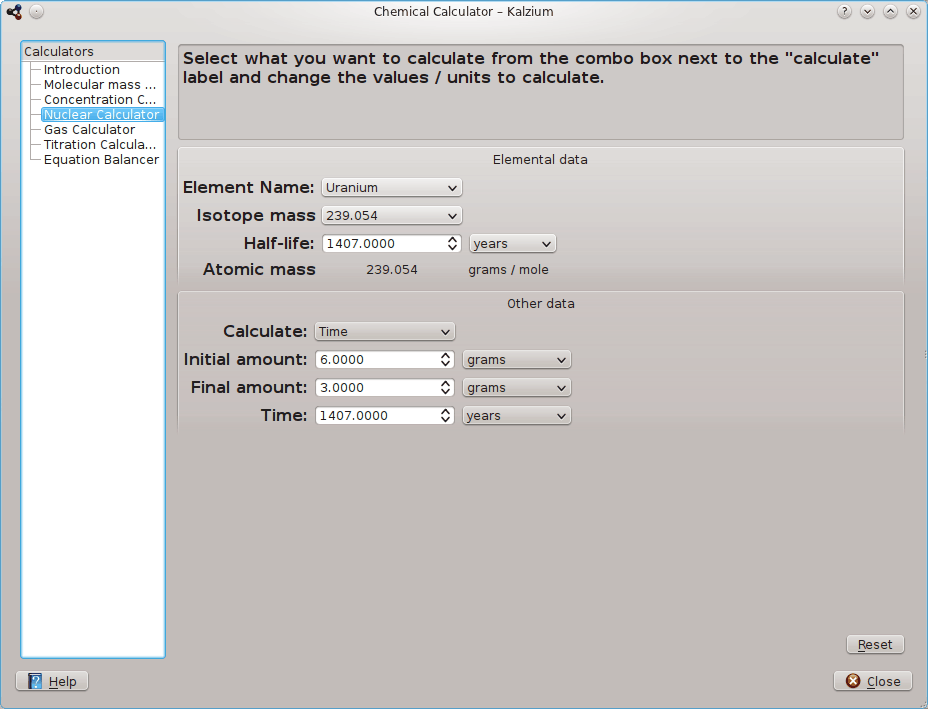 Chemical Calculator – Kalzium
Calculators
Introduction
Molecular mass ...
Concentration C...
Nuclear Calculator
Gas Calculator
Titration Calcula...
Equation Balancer
Select what you want to calculate from the combo box next to the "calculate"
label and change the values / units to calculate.
Elemental data
Element Name: Uranium
Isotope mass 239.054
Half-life: 1407.0000 years
Atomic mass 239.054 grams / mole
Other data
Calculate: Time
Initial amount: 6.0000 grams
Final amount: 3.0000 grams
Time: 1407.0000 years
Reset
Help
Close